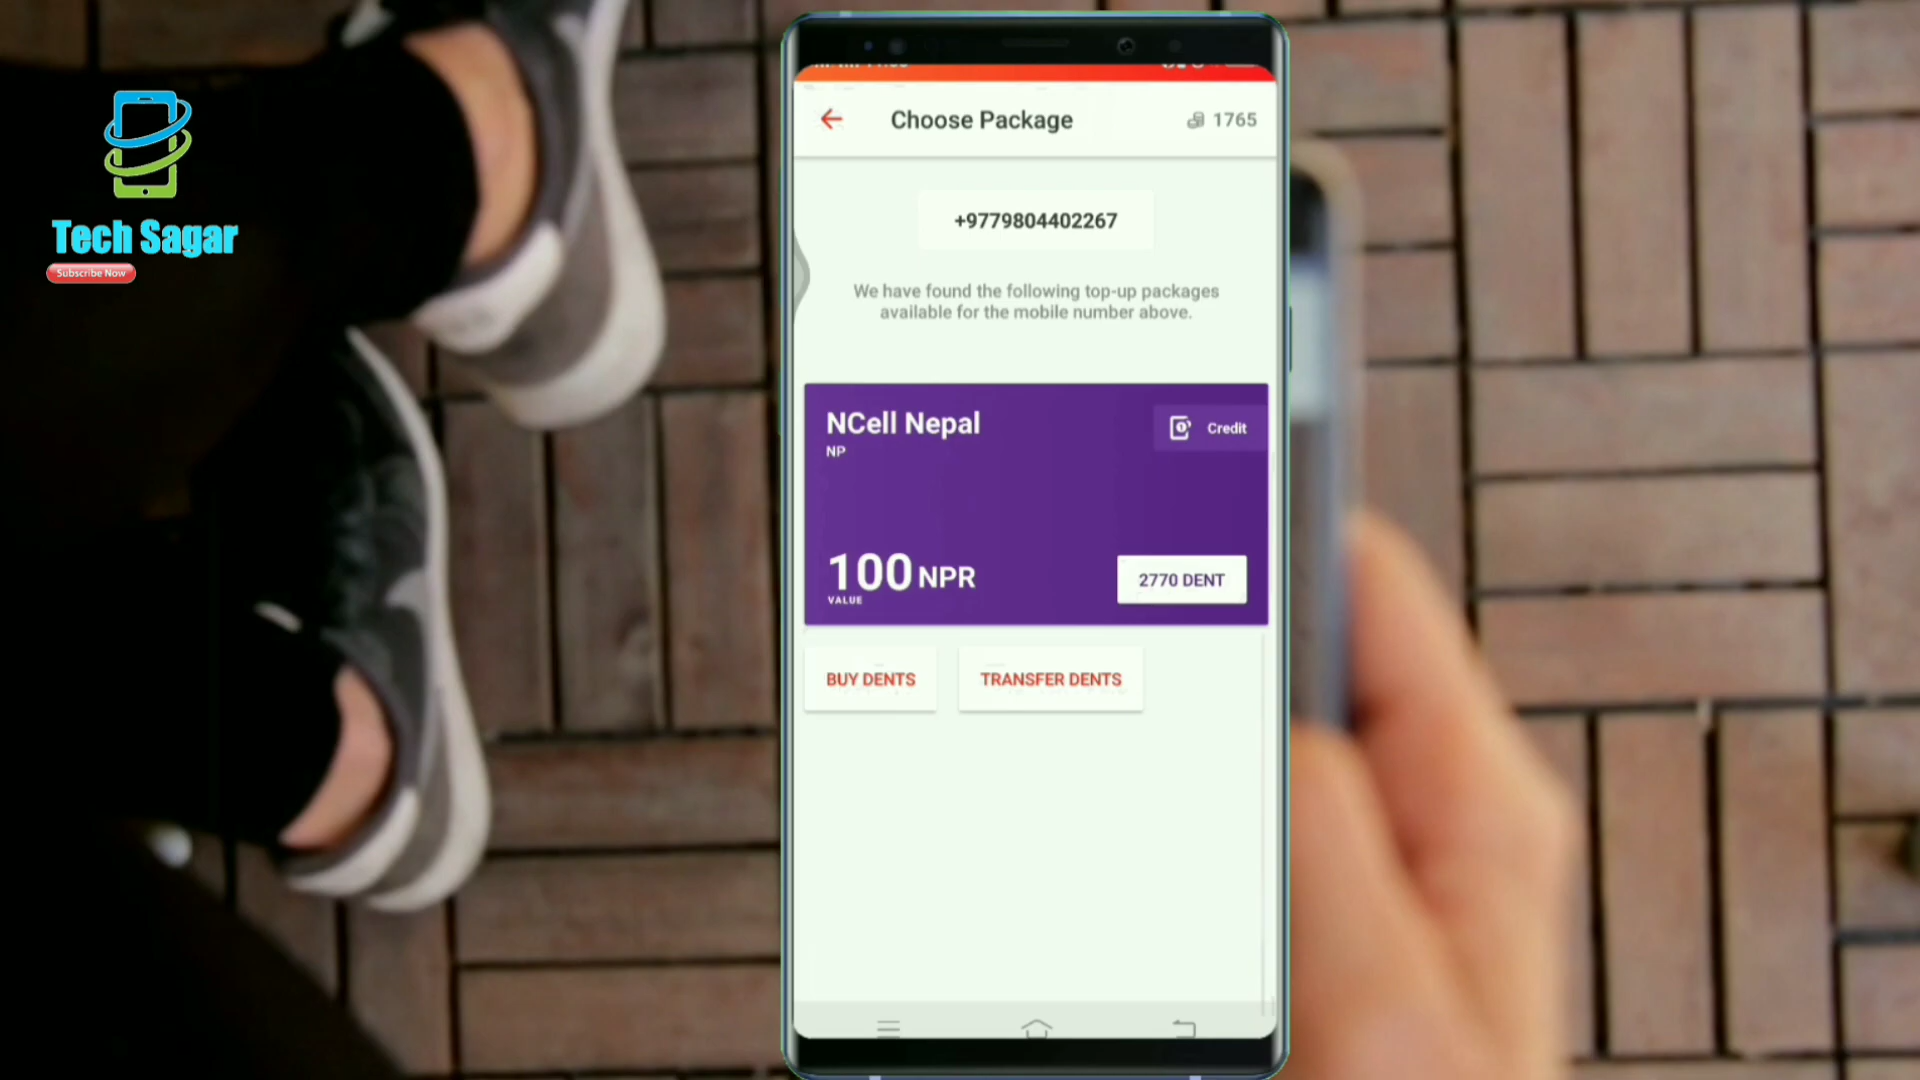 Tech Sagar
Subscribe Now
Choose Package
1765
+9779804402267
We have found the following top-up packages
available for the mobile number above.
NCell Nepal
NP
Credit
100 NPR
VALUE
2770 DENT
BUY DENTS
TRANSFER DENTS